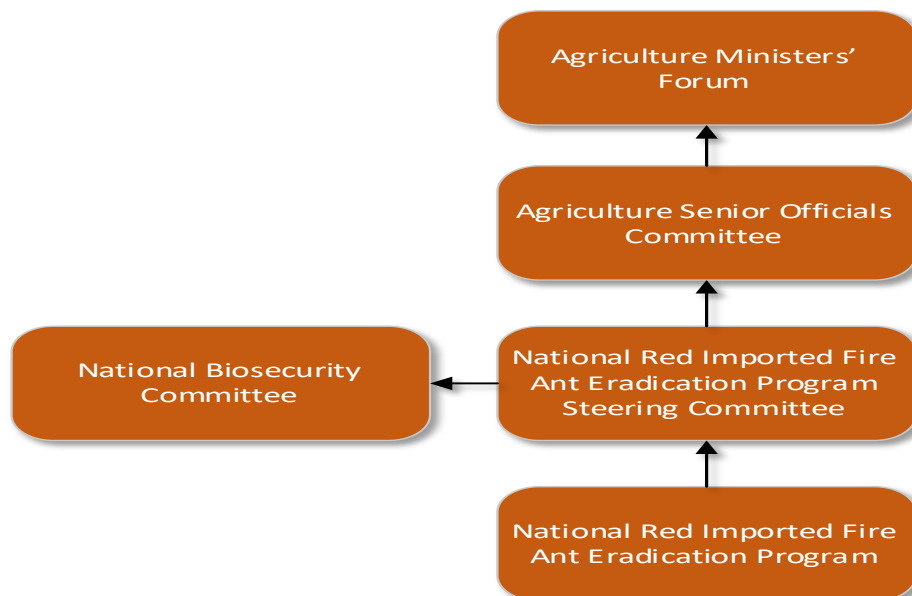 Agriculture Ministers’
Forum
Agriculture Senior Officials
Committee
National Biosecurity
Committee
National Red Imported Fire
Ant Eradication Program
Steering Committee
National Red Imported Fire
Ant Eradication Program